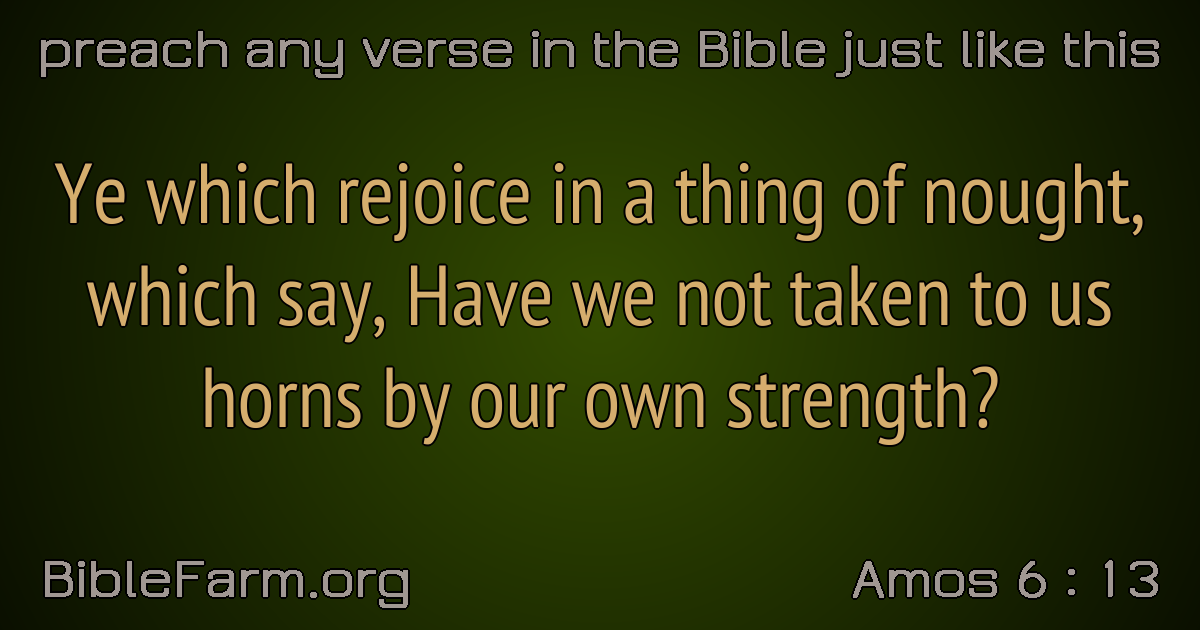 preach any verse in the Bible just like this
Ye which rejoice in a thing of nought,
which say, Have we not taken to us
horns by our own strength?
BibleFarm.org
Amos 6 : 13